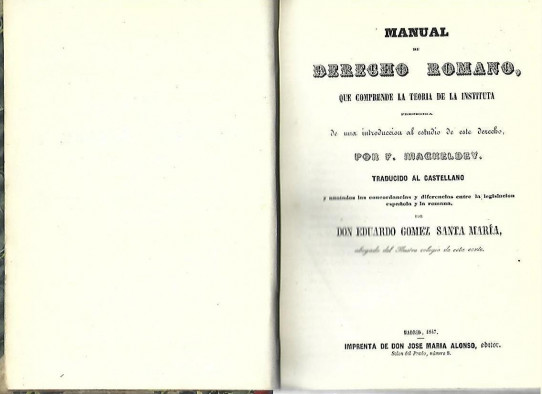 MANUAL
DE
DERECHO ROMANO,
QUE COMPRENDE LA TEORIA DE LA INSTITUTA
PRECEDIDA
de una introduccion al estudio de este derecho,
POR F. MACKELDEY.
TRADUCIDO AL CASTELLANO
y anotadas las concordancias y diferencias entre la legislacion
española y la romana,
POR
DON EDUARDO GOMEZ SANTA MARÍA,
abogado del Ilustre colegio de esta corte.
MADRID, 1847.
IMPRENTA DE DON JOSE MARIA ALONSO, editor.
Salon del Prado, número 8.